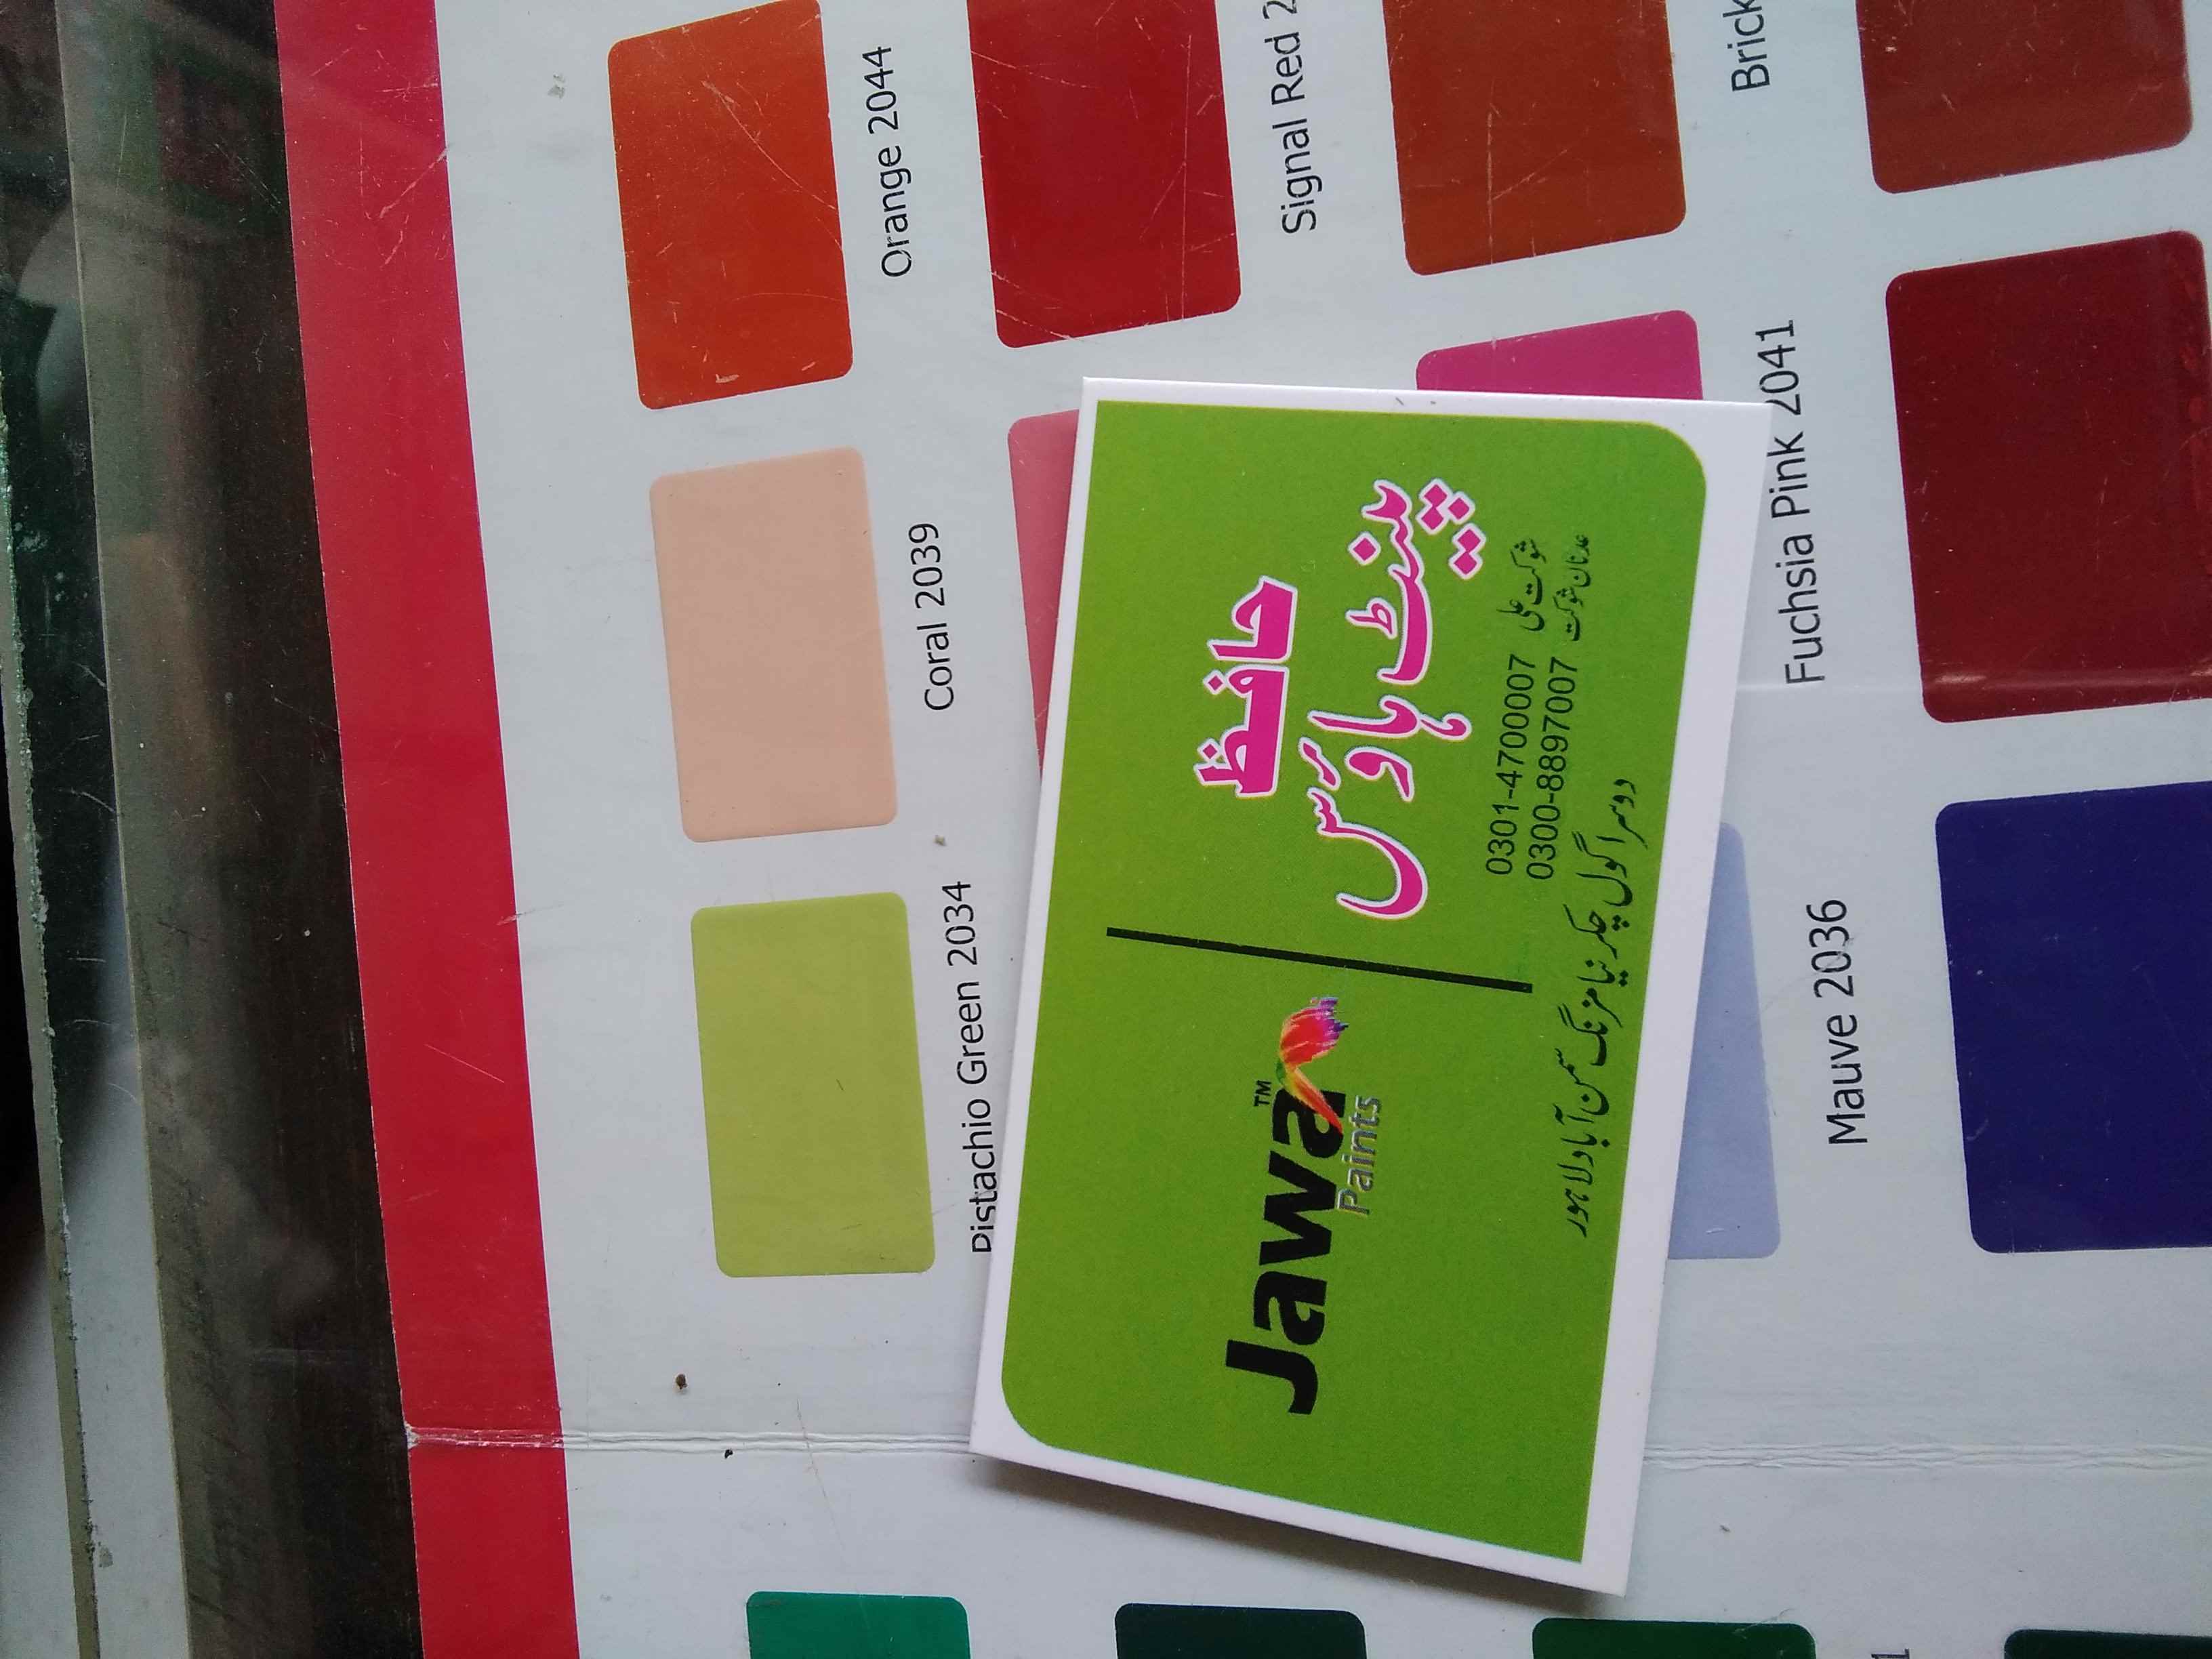 Pistachio Green 2034
Coral 2039
Orange 2044
Signal Red 2
Jawa™
Paints
حافظ
پینٹ ہاؤس
0301-4700007 شوکت علی
0300-8897007 عدنان شوکت
دوسرا گول چکر نیا مزنگ سمن آباد لاہور
Mauve 2036
Fuchsia Pink 2041
Brick
1